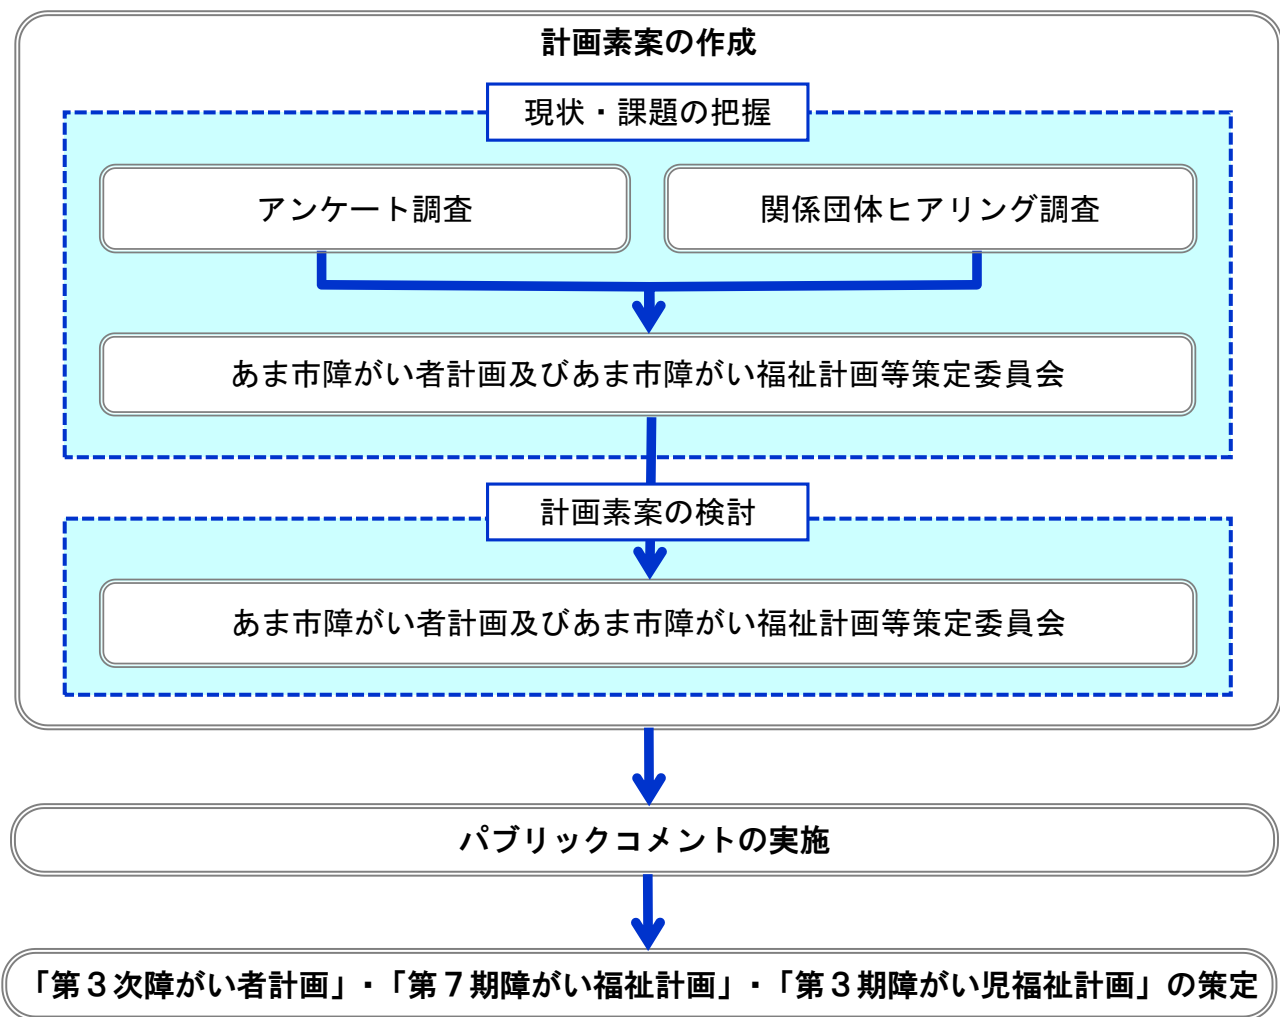 計画素案の作成
現状・課題の把握
アンケート調査
関係団体ヒアリング調査
あま市障がい者計画及びあま市障がい福祉計画等策定委員会
計画素案の検討
あま市障がい者計画及びあま市障がい福祉計画等策定委員会
パブリックコメントの実施
「第３次障がい者計画」・「第７期障がい福祉計画」・「第３期障がい児福祉計画」の策定